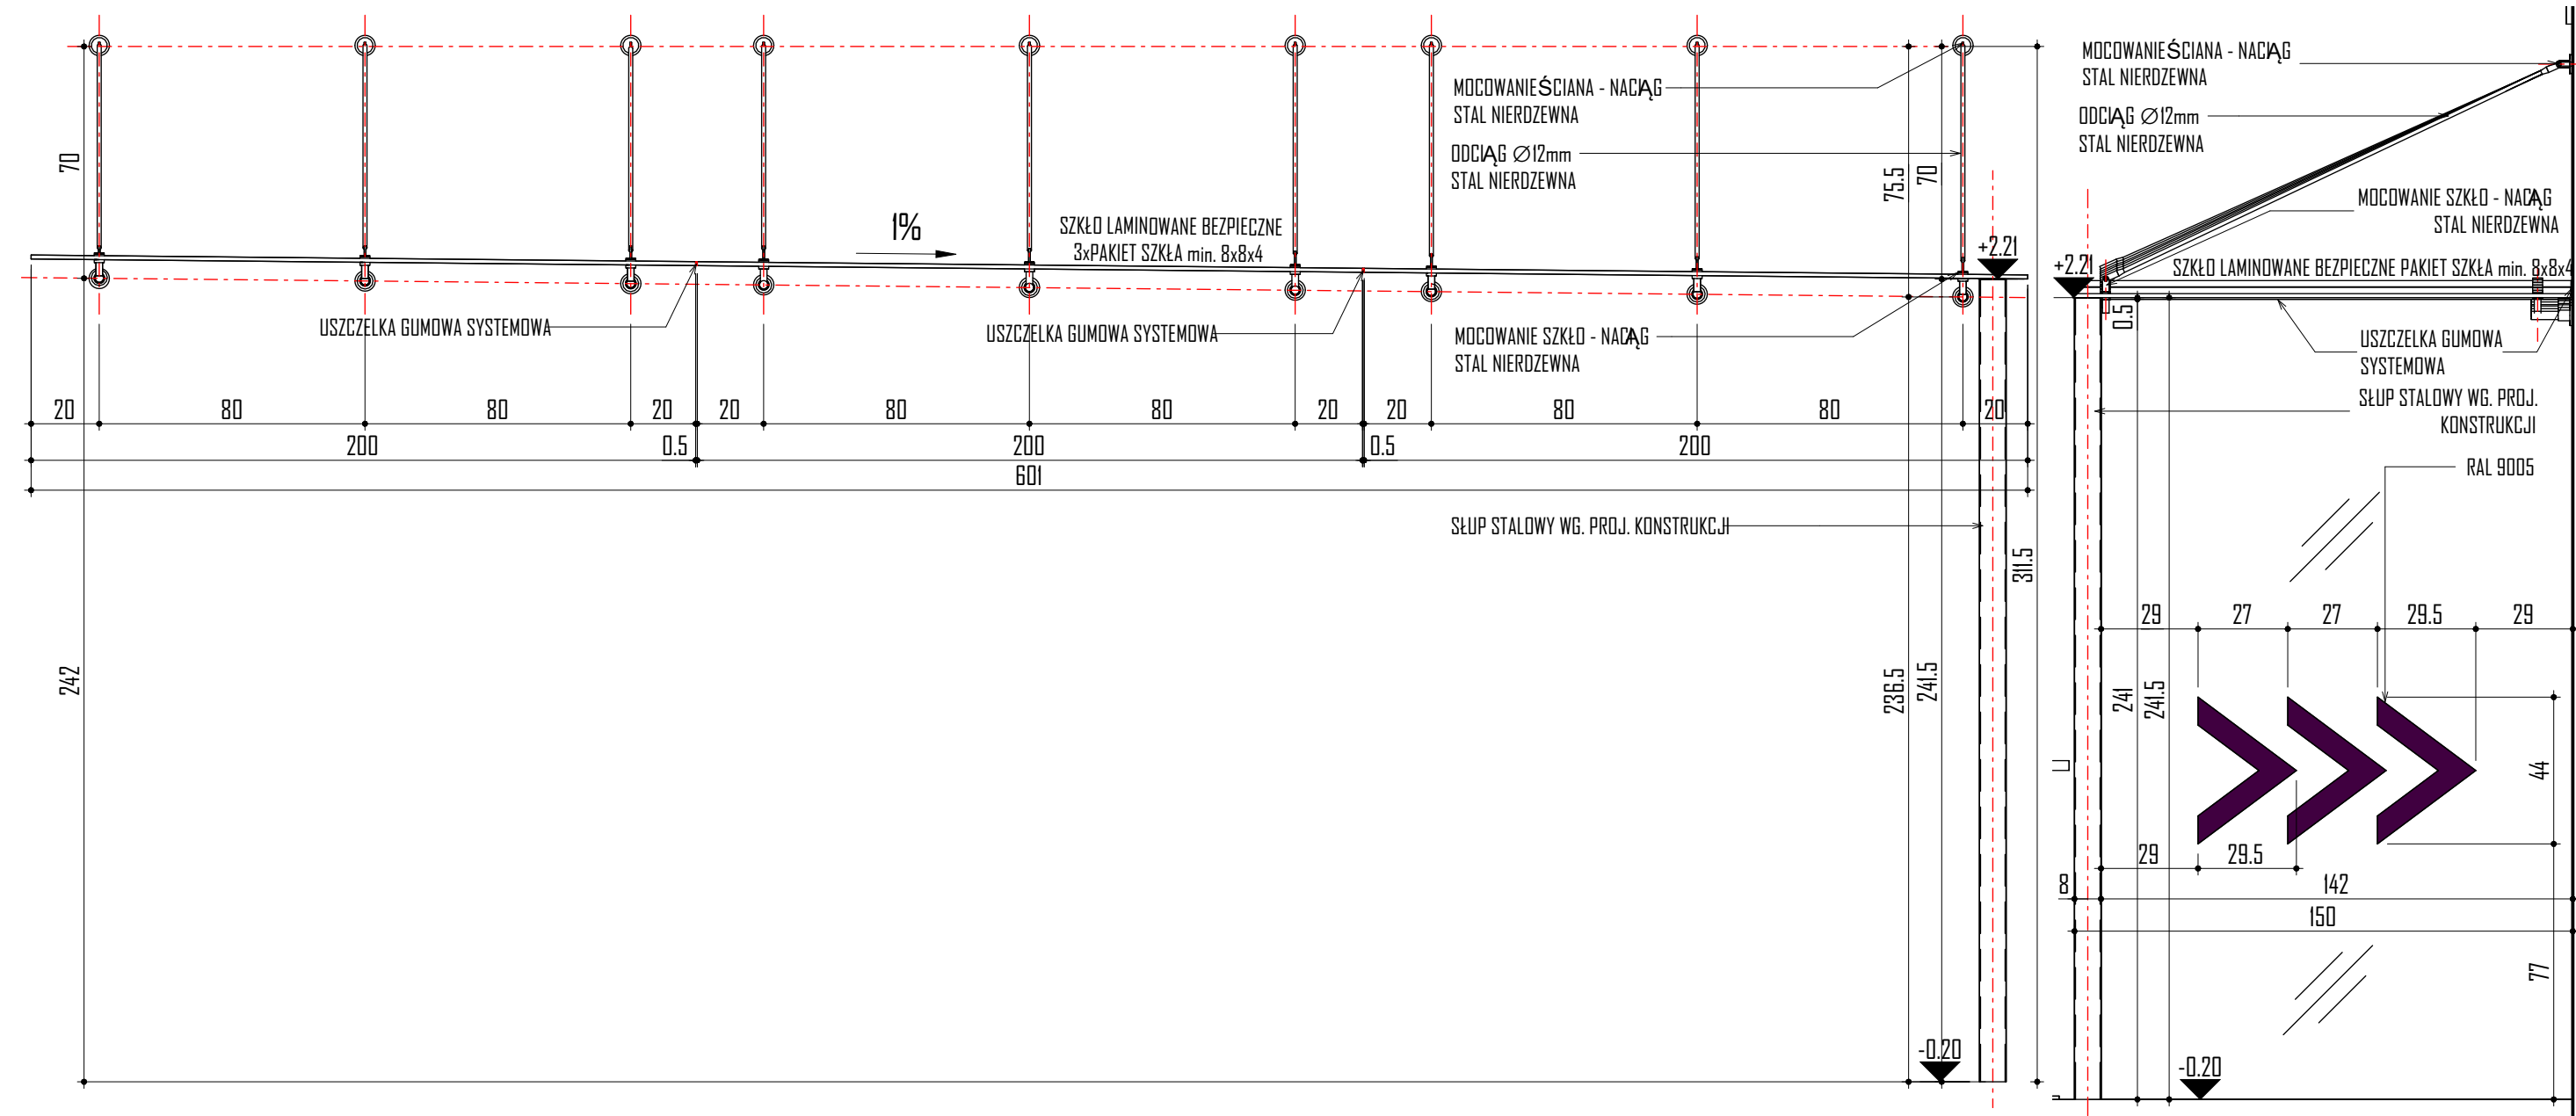 MOCOWANIE ŚCIANA - NACIĄG
STAL NIERDZEWNA
ODCIĄG Ø12mm
STAL NIERDZEWNA
70
75.5
70
1%
SZKŁO LAMINOWANE BEZPIECZNE
3xPAKIET SZKŁA min. 8x8x4
+2.21
USZCZELKA GUMOWA SYSTEMOWA
USZCZELKA GUMOWA SYSTEMOWA
MOCOWANIE SZKŁO - NACIĄG
STAL NIERDZEWNA
20 80 80 20 20 80 80 20 20 80 80 20
200 0.5 200 0.5 200
601
SŁUP STALOWY WG. PROJ. KONSTRUKCJI
311.5
242
236.5
241.5
-0.20
MOCOWANIE ŚCIANA - NACIĄG
STAL NIERDZEWNA
ODCIĄG Ø12mm
STAL NIERDZEWNA
MOCOWANIE SZKŁO - NACIĄG
STAL NIERDZEWNA
+2.21
SZKŁO LAMINOWANE BEZPIECZNE PAKIET SZKŁA min. 8x8x4
0.5
USZCZELKA GUMOWA
SYSTEMOWA
SŁUP STALOWY WG. PROJ.
KONSTRUKCJI
RAL 9005
29 27 27 29.5 29
241
241.5
44
29 29.5
8 142
150
77
-0.20